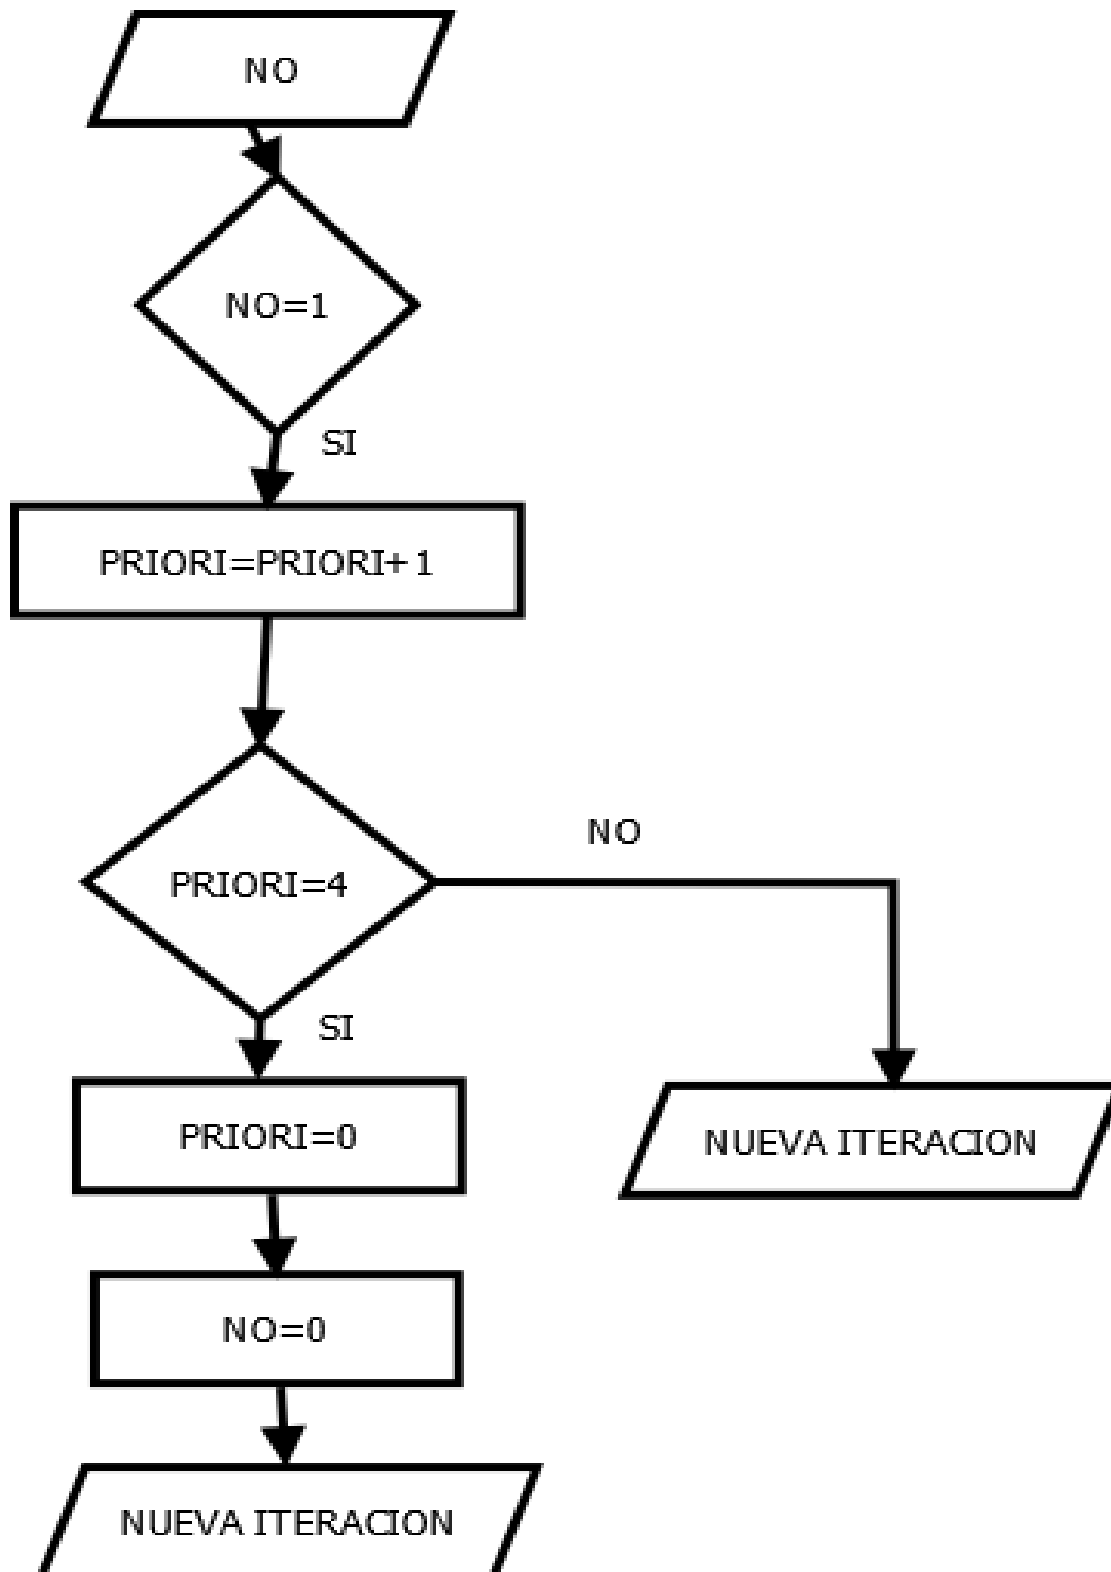 NO
NO=1
SI
PRIORI=PRIORI+1
NO
PRIORI=4
SI
PRIORI=0
NUEVA ITERACION
NO=0
NUEVA ITERACION